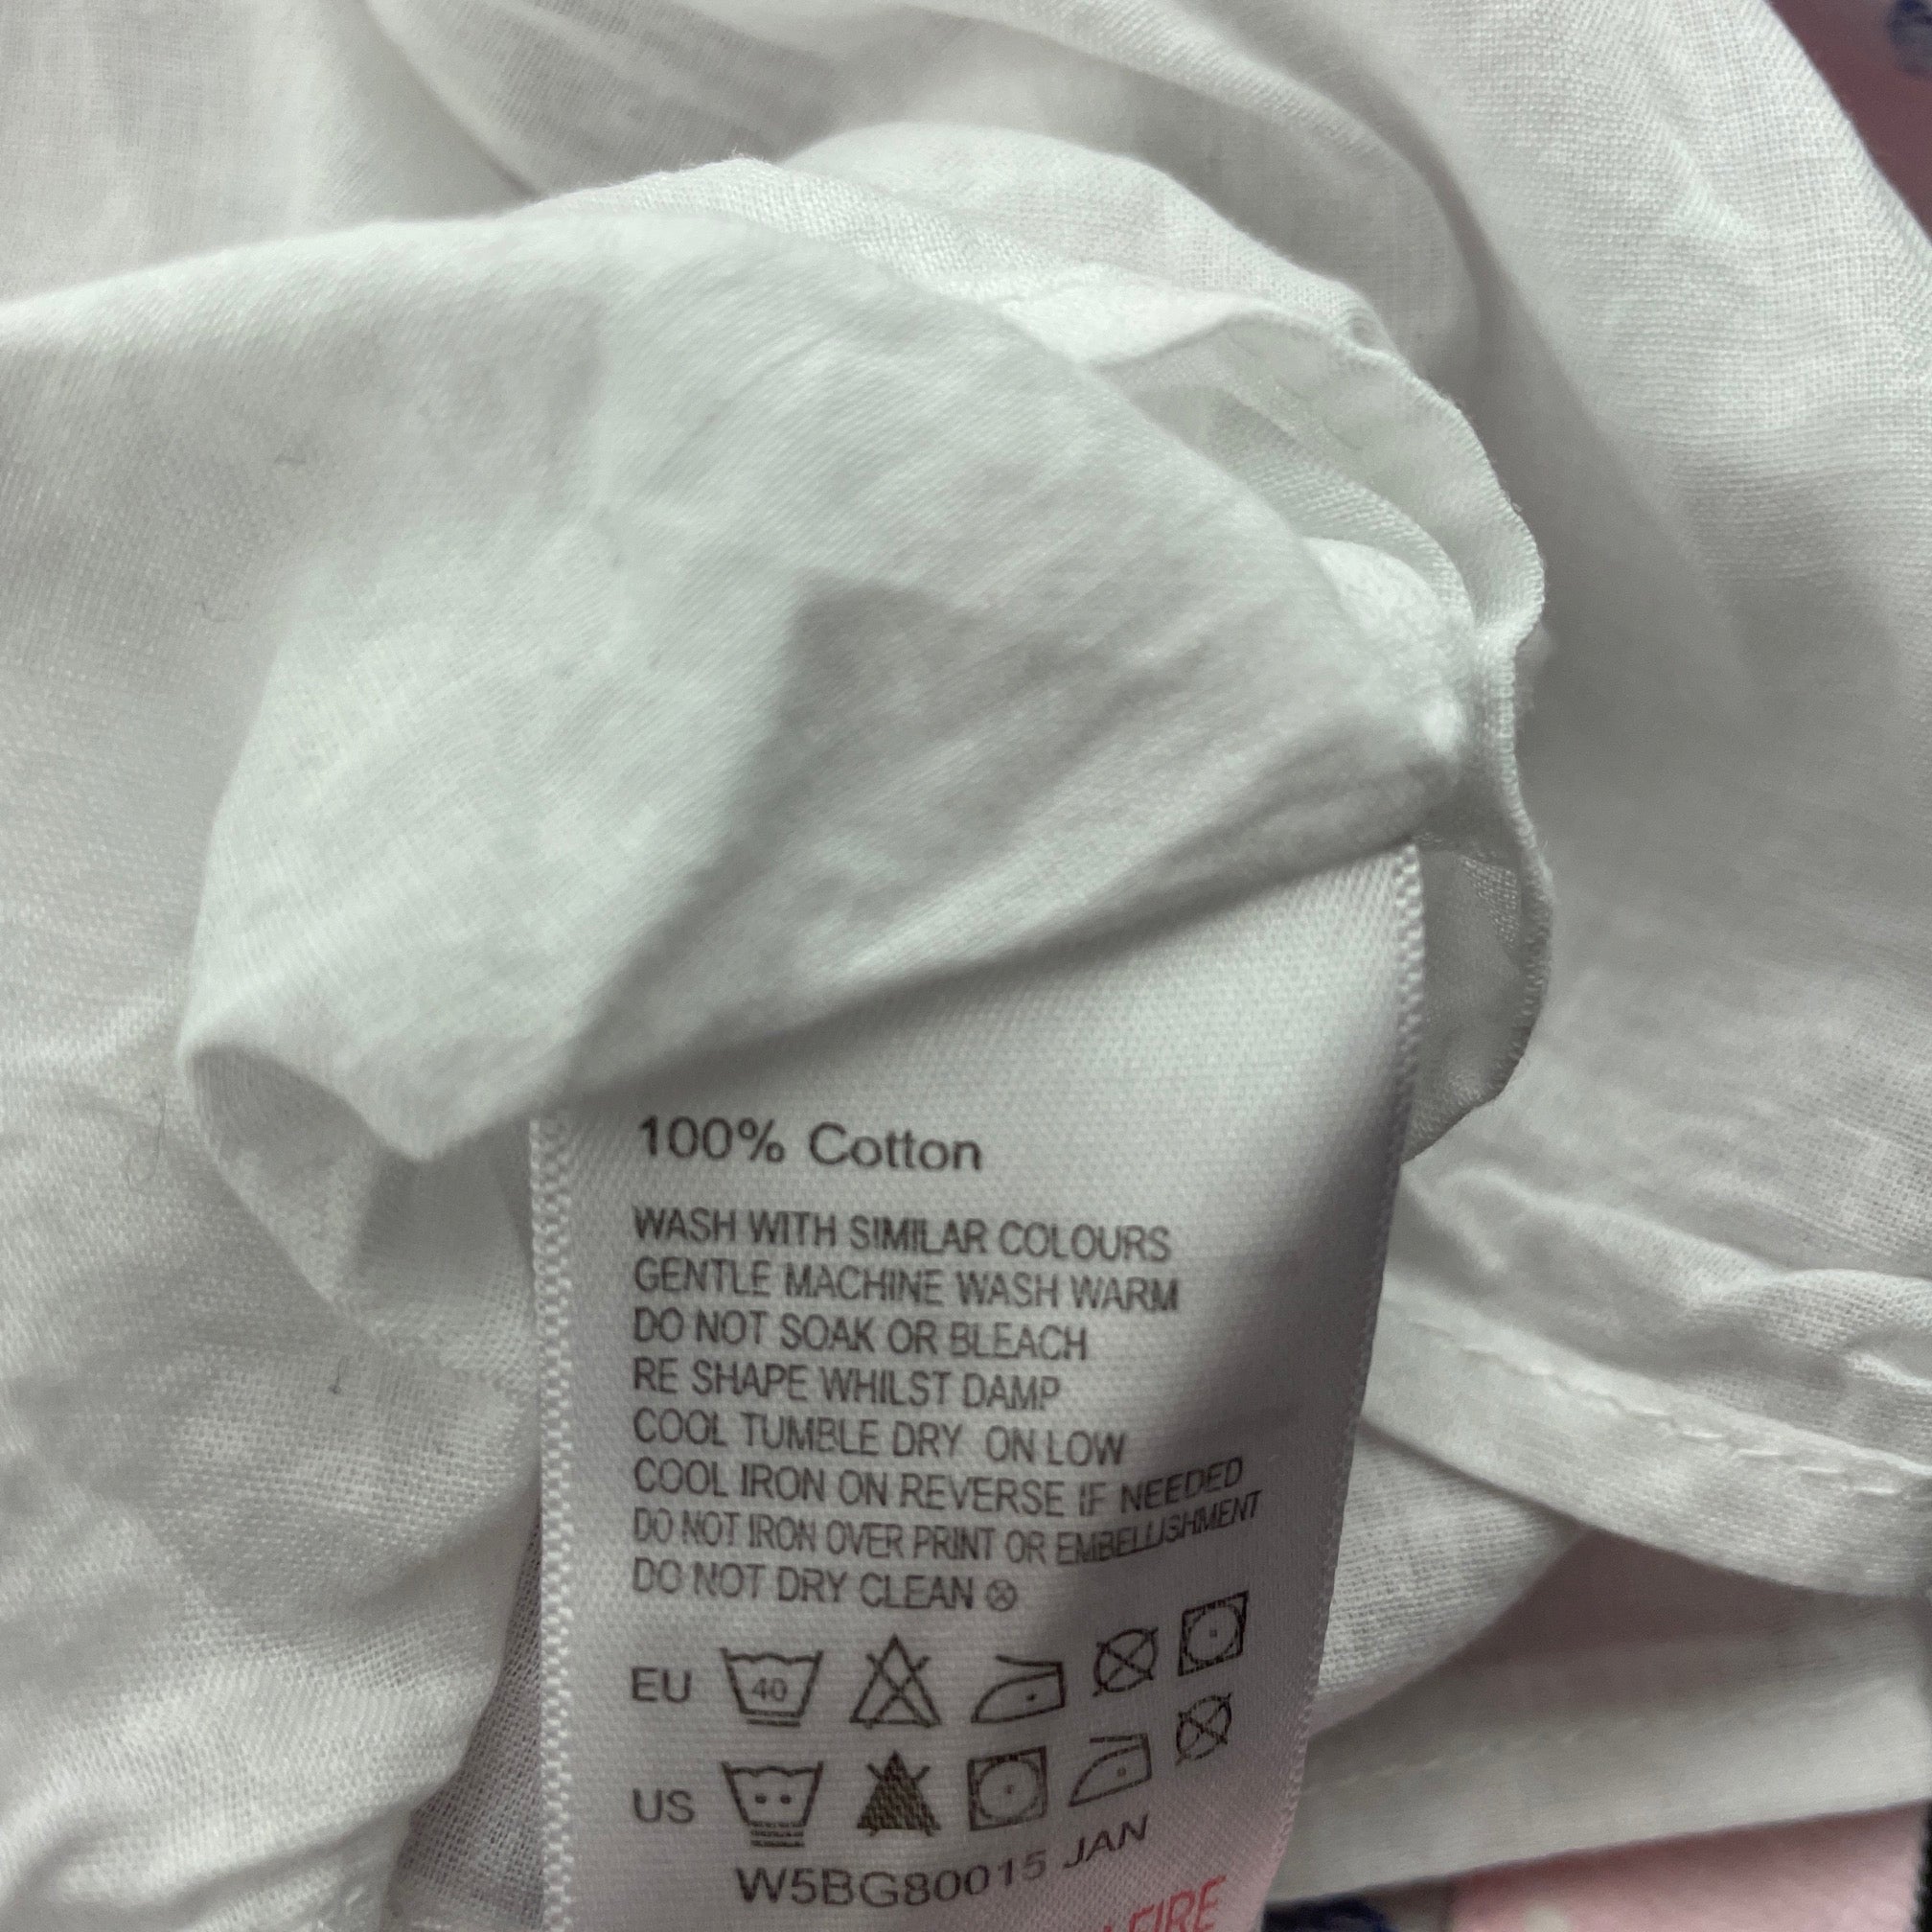 100% Cotton
WASH WITH SIMILAR COLOURS
GENTLE MACHINE WASH WARM
DO NOT SOAK OR BLEACH
RE SHAPE WHILST DAMP
COOL TUMBLE DRY ON LOW
COOL IRON ON REVERSE IF NEEDED
DO NOT IRON OVER PRINT OR EMBELLISHMENT
DO NOT DRY CLEAN
EU 40
US
W5BG80015 JAN
FIRE